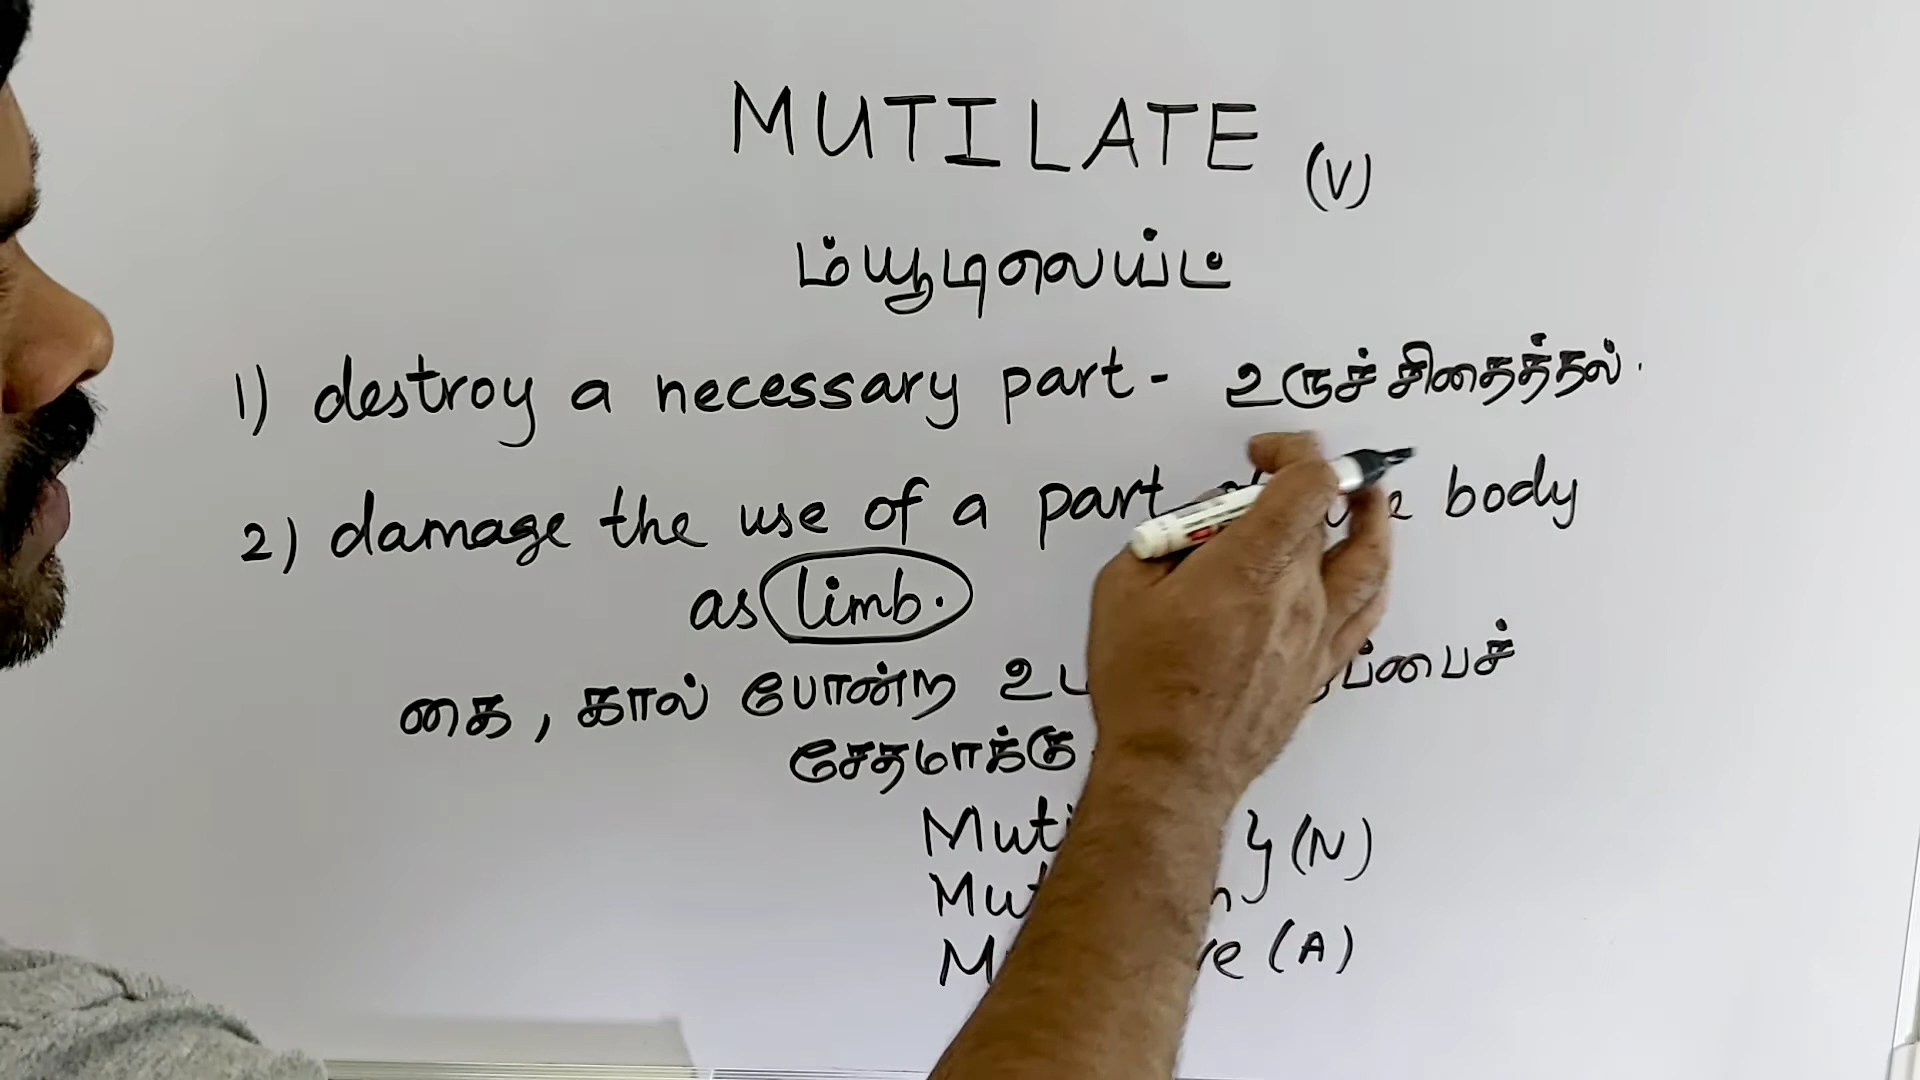 MUTILATE (V)
ம்யூடிலெய்ட்
1) destroy a necessary part - உருச்சிதைத்தல்.
2) damage the use of a part body
as limb.
கை, கால் போன்ற
சேதமாக்கு
(N)
(A)